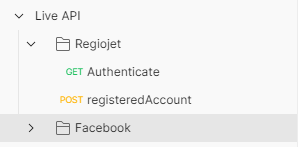 Live API
Regiojet
GET Authenticate
POST registeredAccount
Facebook